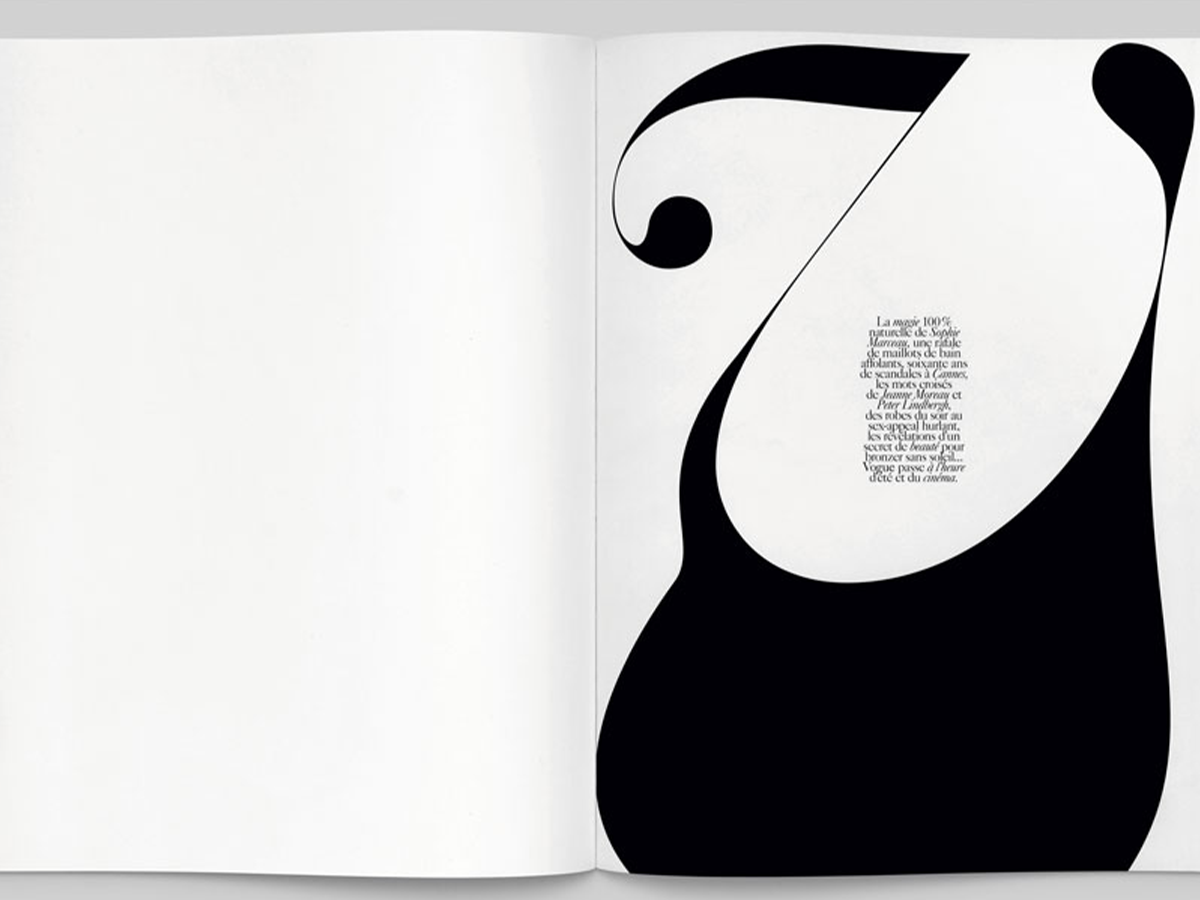 La magie 100%
naturelle de Sophie
Marceau, une rafale
de maillots de bain
affolants, soixante ans
de scandales à Cannes,
les mots croisés
de Jeanne Moreau et
Peter Lindbergh,
des robes du soir au
sex-appeal hurlant,
les révélations d'un
secret de beauté pour
bronzer sans soleil...
Vogue passe à l'heure
d'été et du cinéma.